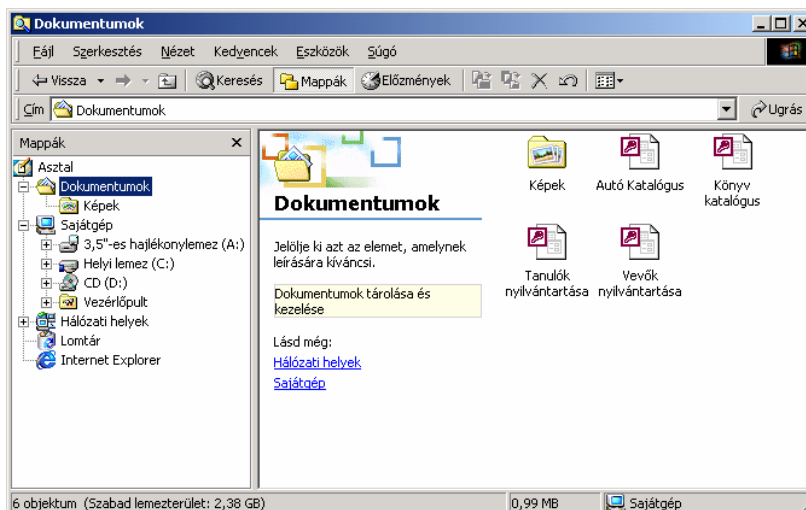 Dokumentumok
Fájl Szerkesztés Nézet Kedvencek Eszközök Súgó
Vissza Keresés Mappák Előzmények
Cím Dokumentumok Ugrás
Mappák
Asztal
Dokumentumok
Képek
Sajátgép
3,5"-es hajlékonylemez (A:)
Helyi lemez (C:)
CD (D:)
Vezérlőpult
Hálózati helyek
Lomtár
Internet Explorer
Dokumentumok
Jelölje ki azt az elemet, amelynek
leírására kíváncsi.
Dokumentumok tárolása és
kezelése
Lásd még:
Hálózati helyek
Sajátgép
Képek
Autó Katalógus
Könyv
katalógus
Tanulók
nyilvántartása
Vevők
nyilvántartása
6 objektum (Szabad lemezterület: 2,38 GB) 0,99 MB Sajátgép